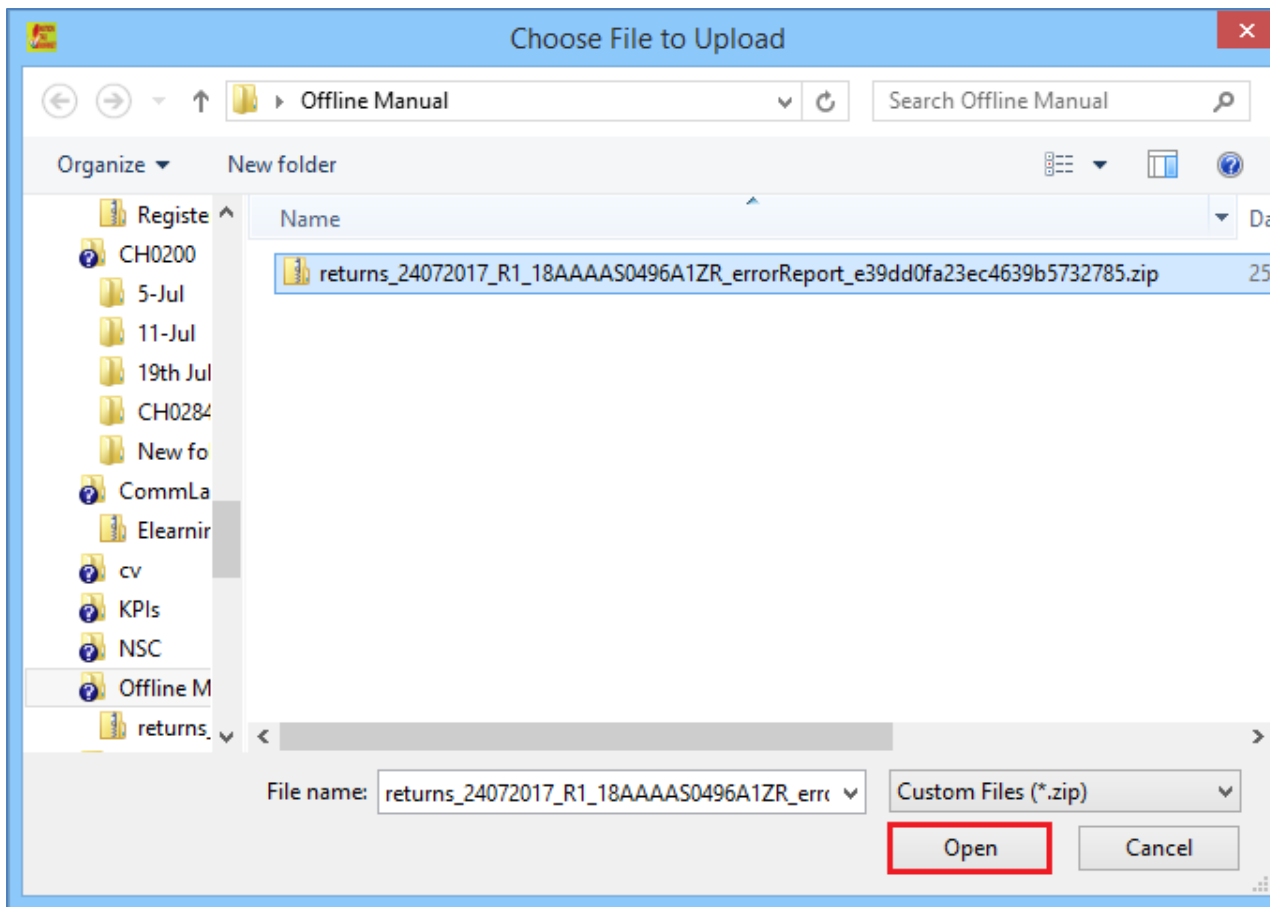 Choose File to Upload
Offline Manual
Search Offline Manual
Organize
New folder
Registe
CH0200
5-Jul
11-Jul
19th Jul
CH0284
New fo
CommLa
Elearnir
cv
KPIs
NSC
Offline M
returns_
Name
Da
returns_24072017_R1_18AAAAS0496A1ZR_errorReport_e39dd0fa23ec4639b5732785.zip
25
File name:
returns_24072017_R1_18AAAAS0496A1ZR_errc
Custom Files (*.zip)
Open
Cancel